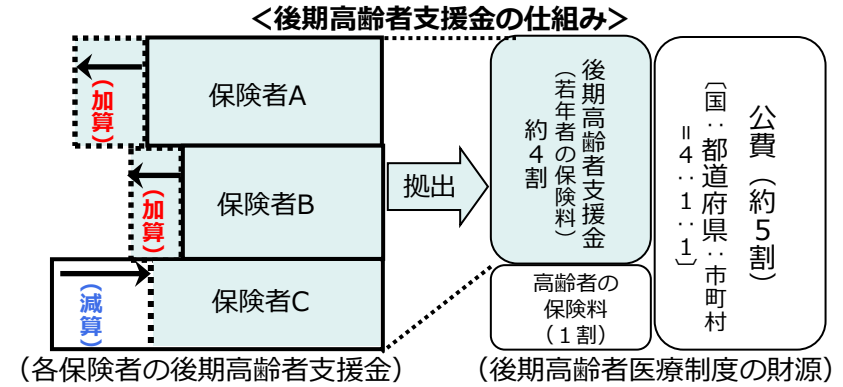 ＜後期高齢者支援金の仕組み＞
（加算）
保険者A
（加算）
保険者B
（減算）
保険者C
拠出
後期高齢者支援金
（若年者の保険料）
約４割
高齢者の
保険料
（１割）
公費（約５割）
〔国：都道府県：市町村
＝４：１：１〕
（各保険者の後期高齢者支援金）
（後期高齢者医療制度の財源）